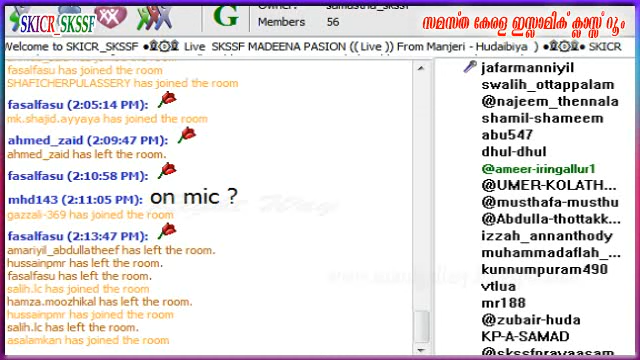 SKICR SKSSF
G
Members 56
സമസ്ത കേരള ഇസ്ലാമിക് ക്ലാസ്സ് റൂം
Welcome to SKICR_SKSSF Live SKSSF MADEENA PASION (( Live )) From Manjeri - Hudaibiya SKICR
fasalfasu has joined the room
SHAFICHERPULASSERY has joined the room
fasalfasu (2:05:14 PM):
mk.shajid.ayyaya has joined the room
ahmed_zaid (2:09:47 PM):
ahmed_zaid has left the room.
fasalfasu (2:10:58 PM):
mhd143 (2:11:05 PM): on mic ?
gazzali-369 has joined the room
fasalfasu (2:13:47 PM):
amariyil_abdullatheef has left the room.
hussainpmr has left the room.
fasalfasu has left the room.
salih.lc has joined the room
hamza.moozhikal has left the room.
hussainpmr has joined the room
salih.lc has left the room
asalamkan has joined the room
jafarmanniyil
swalih_ottappalam
@najeem_thennala
shamil-shameem
abu547
dhul-dhul
@ameer-iringallur1
@UMER-KOLATH...
@musthafa-musthu
@Abdulla-thottakk...
izzah_annanthody
muhammadaflah_...
kunnumpuram490
vtlua
mr188
@zubair-huda
KP-A-SAMAD